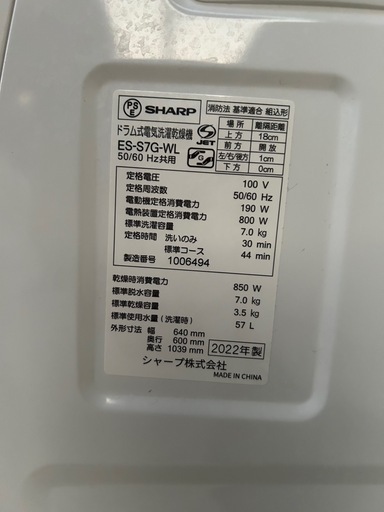 PS E SHARP
ドラム式電気洗濯乾燥機
ES-S7G-WL
50/60 Hz共用
S JET
消防法 基準適合 組込形
場所 離隔距離
上方 18cm
前方 開放
左/右/後方 1cm
下方 0cm
定格電圧 100 V
定格周波数 50/60 Hz
電動機定格消費電力 190 W
電熱装置定格消費電力 800 W
標準洗濯容量 7.0 kg
定格時間 洗いのみ 30 min
標準コース 44 min
製造番号 1006494
乾燥時消費電力 850 W
標準脱水容量 7.0 kg
標準乾燥容量 3.5 kg
標準使用水量(洗濯時) 57 L
外形寸法 幅 640 mm
奥行 600 mm
高さ 1039 mm
2022年製
シャープ株式会社
MADE IN CHINA